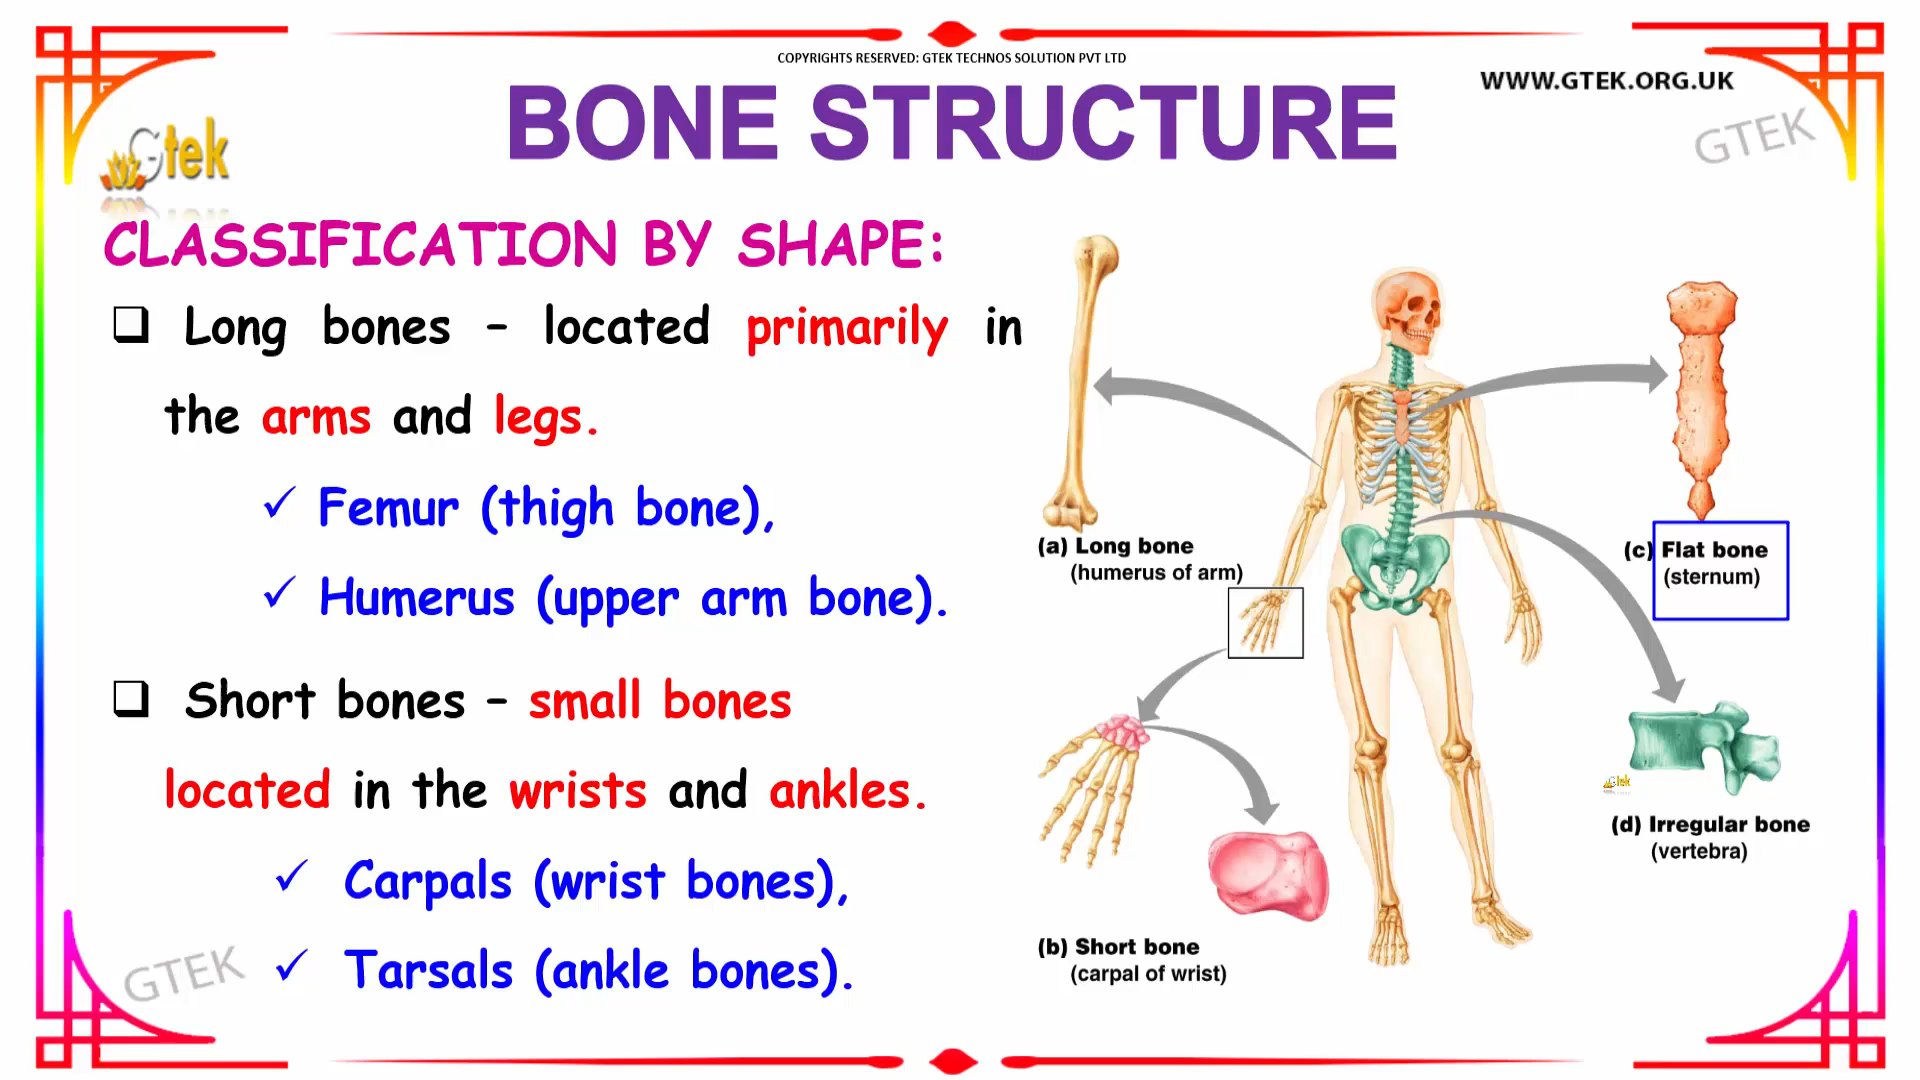 COPYRIGHTS RESERVED: GTEK TECHNOS SOLUTION PVT LTD
WWW.GTEK.ORG.UK
BONE STRUCTURE
GTEK
Gtek
CLASSIFICATION BY SHAPE:
❑ Long bones – located primarily in
the arms and legs.
✓ Femur (thigh bone),
✓ Humerus (upper arm bone).
❑ Short bones – small bones
located in the wrists and ankles.
✓ Carpals (wrist bones),
✓ Tarsals (ankle bones).
GTEK
(a) Long bone
(humerus of arm)
(c) Flat bone
(sternum)
Gtek
(d) Irregular bone
(vertebra)
(b) Short bone
(carpal of wrist)